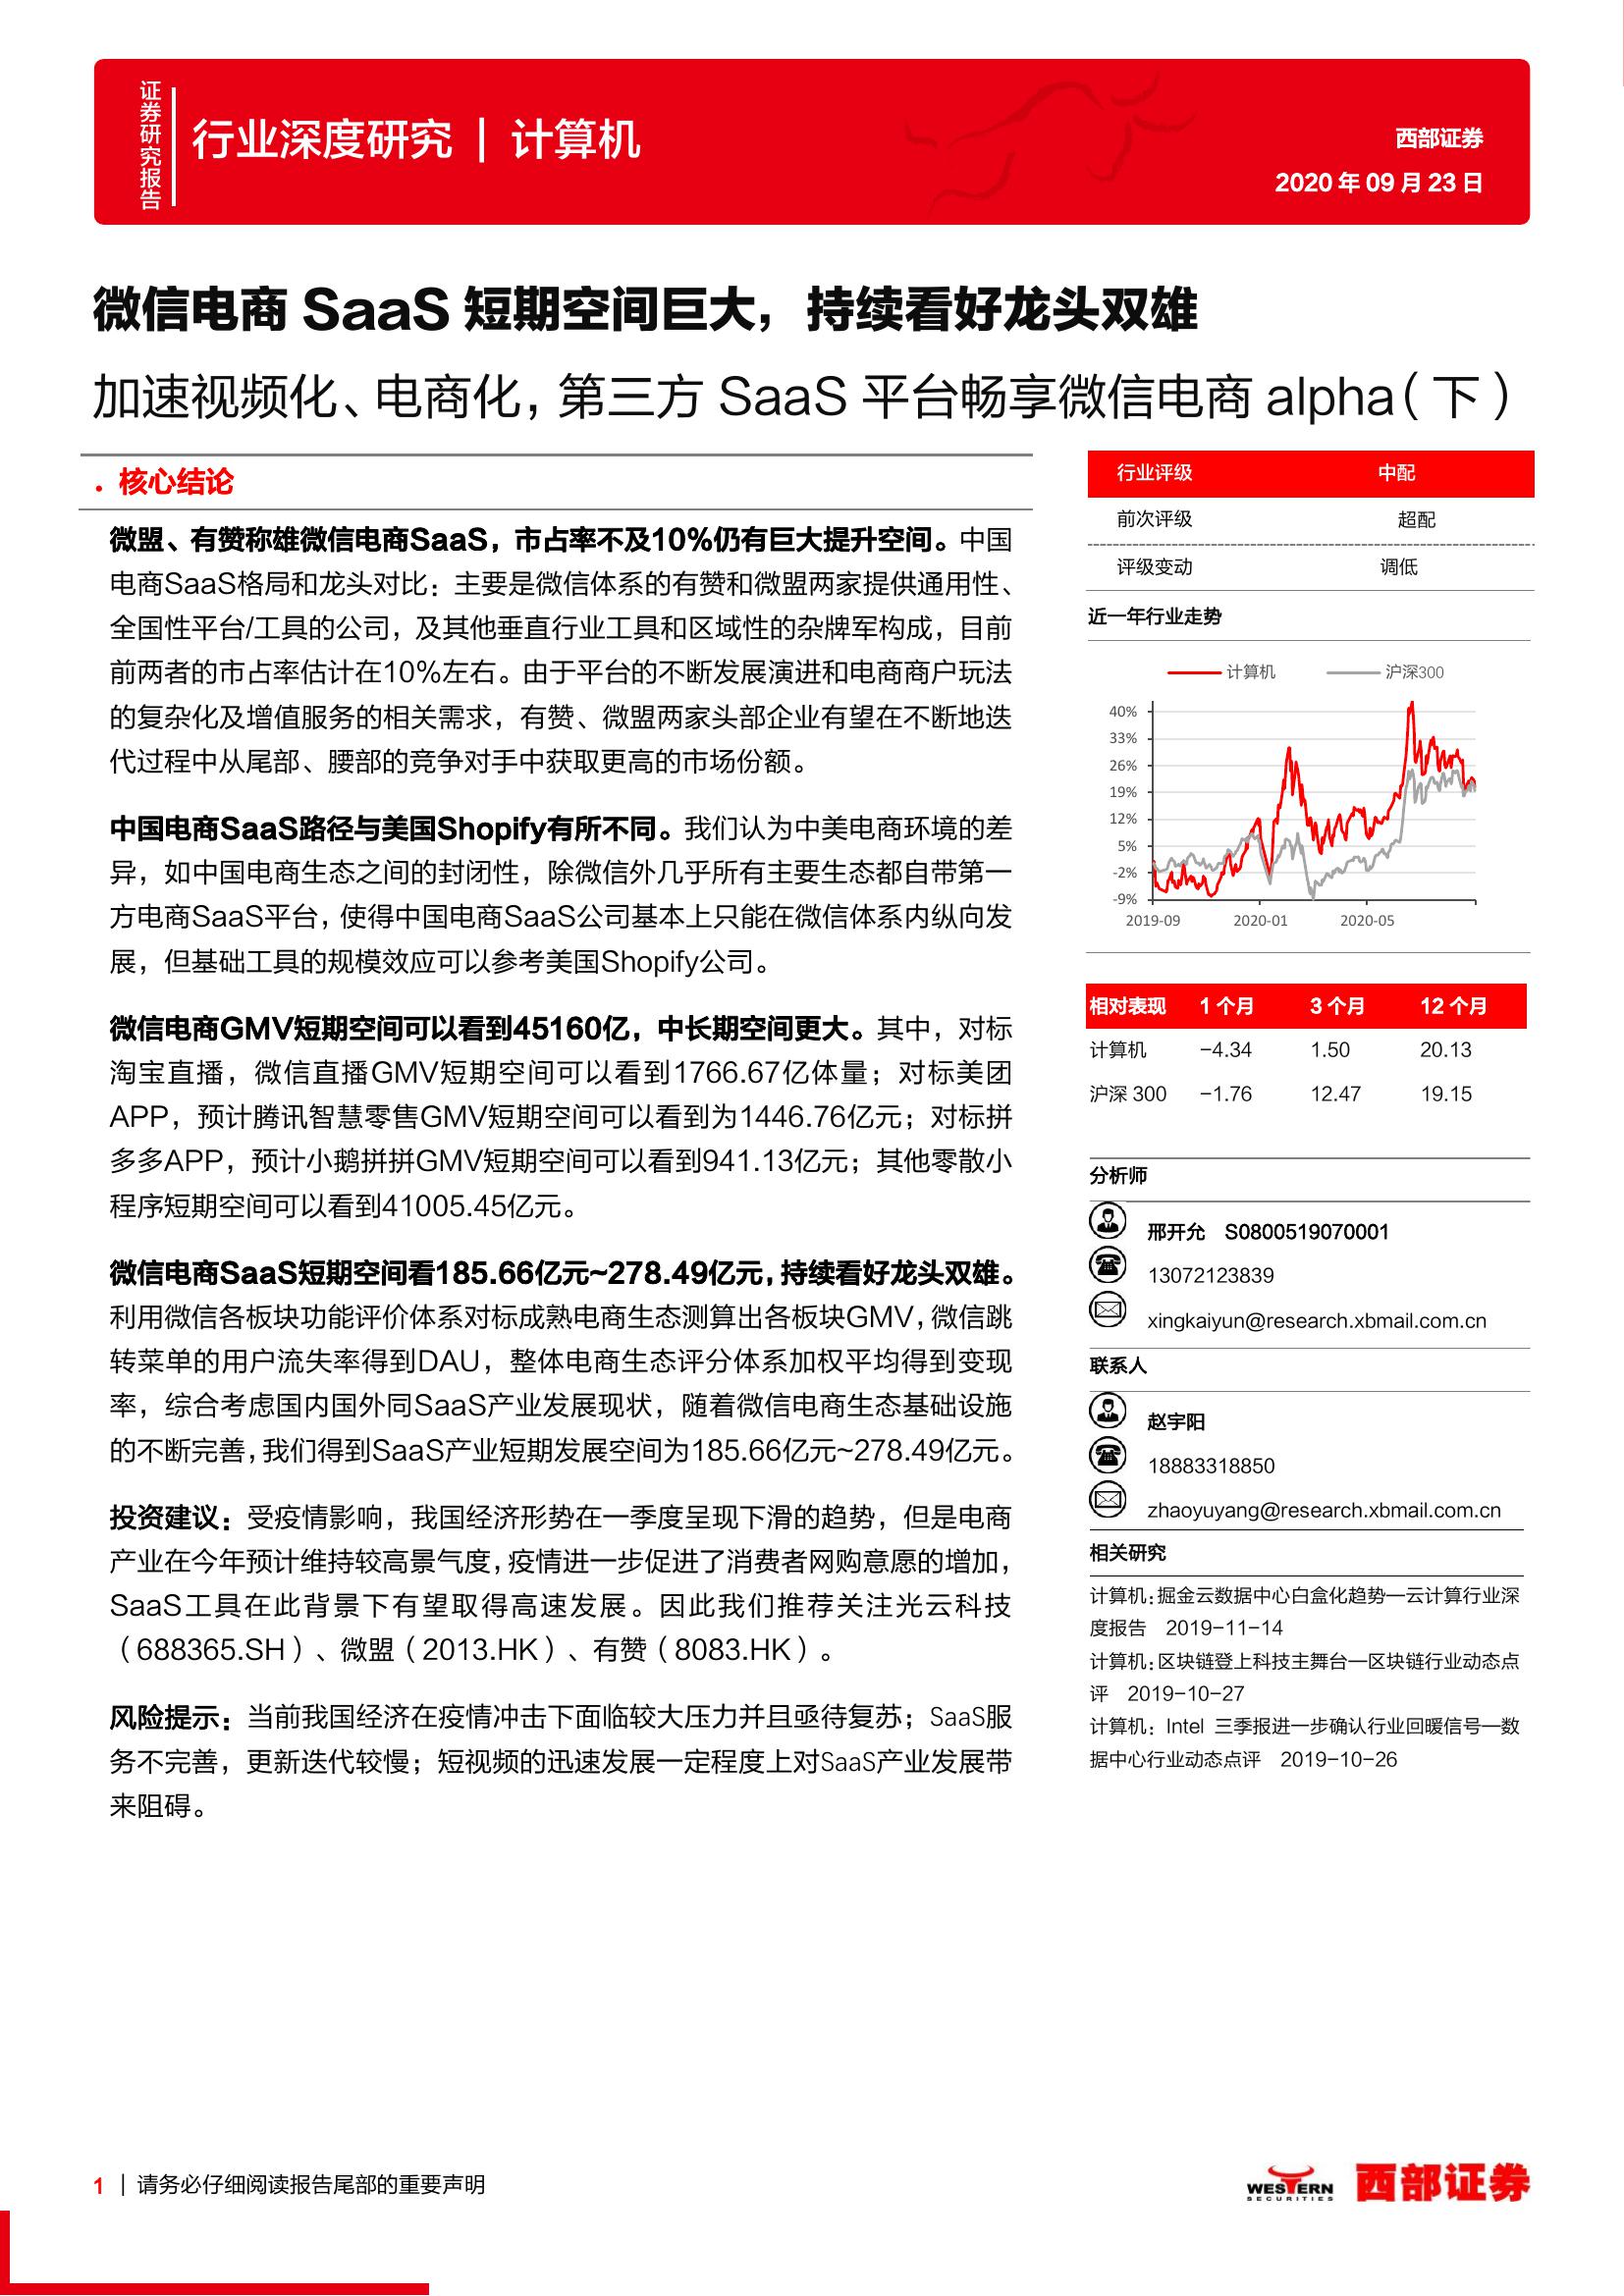 证券研究报告
行业深度研究 | 计算机
西部证券
2020 年 09 月 23 日
微信电商 SaaS 短期空间巨大，持续看好龙头双雄
加速视频化、电商化，第三方 SaaS 平台畅享微信电商 alpha（下）
• 核心结论
微盟、有赞称雄微信电商SaaS，市占率不及10%仍有巨大提升空间。中国
电商SaaS格局和龙头对比：主要是微信体系的有赞和微盟两家提供通用性、
全国性平台/工具的公司，及其他垂直行业工具和区域性的杂牌军构成，目前
前两者的市占率估计在10%左右。由于平台的不断发展演进和电商商户玩法
的复杂化及增值服务的相关需求，有赞、微盟两家头部企业有望在不断地迭
代过程中从尾部、腰部的竞争对手中获取更高的市场份额。
中国电商SaaS路径与美国Shopify有所不同。我们认为中美电商环境的差
异，如中国电商生态之间的封闭性，除微信外几乎所有主要生态都自带第一
方电商SaaS平台，使得中国电商SaaS公司基本上只能在微信体系内纵向发
展，但基础工具的规模效应可以参考美国Shopify公司。
微信电商GMV短期空间可以看到45160亿，中长期空间更大。其中，对标
淘宝直播，微信直播GMV短期空间可以看到1766.67亿体量；对标美团
APP，预计腾讯智慧零售GMV短期空间可以看到为1446.76亿元；对标拼
多多APP，预计小鹅拼拼GMV短期空间可以看到941.13亿元；其他零散小
程序短期空间可以看到41005.45亿元。
微信电商SaaS短期空间看185.66亿元~278.49亿元，持续看好龙头双雄。
利用微信各板块功能评价体系对标成熟电商生态测算出各板块GMV，微信跳
转菜单的用户流失率得到DAU，整体电商生态评分体系加权平均得到变现
率，综合考虑国内国外同SaaS产业发展现状，随着微信电商生态基础设施
的不断完善，我们得到SaaS产业短期发展空间为185.66亿元~278.49亿元。
投资建议：受疫情影响，我国经济形势在一季度呈现下滑的趋势，但是电商
产业在今年预计维持较高景气度，疫情进一步促进了消费者网购意愿的增加，
SaaS工具在此背景下有望取得高速发展。因此我们推荐关注光云科技
（688365.SH）、微盟（2013.HK）、有赞（8083.HK）。
风险提示：当前我国经济在疫情冲击下面临较大压力并且亟待复苏；SaaS服
务不完善，更新迭代较慢；短视频的迅速发展一定程度上对SaaS产业发展带
来阻碍。
行业评级 中配
前次评级 超配
评级变动 调低
近一年行业走势
计算机 沪深300
40%
33%
26%
19%
12%
5%
-2%
-9%
2019-09 2020-01 2020-05
相对表现 1 个月 3 个月 12 个月
计算机 -4.34 1.50 20.13
沪深 300 -1.76 12.47 19.15
分析师
邢开允 S0800519070001
13072123839
xingkaiyun@research.xbmail.com.cn
联系人
赵宇阳
18883318850
zhaoyuyang@research.xbmail.com.cn
相关研究
计算机：掘金云数据中心白盒化趋势—云计算行业深
度报告 2019-11-14
计算机：区块链登上科技主舞台—区块链行业动态点
评 2019-10-27
计算机：Intel 三季报进一步确认行业回暖信号—数
据中心行业动态点评 2019-10-26
1 | 请务必仔细阅读报告尾部的重要声明
WESTERN
SECURITIES
西部证券